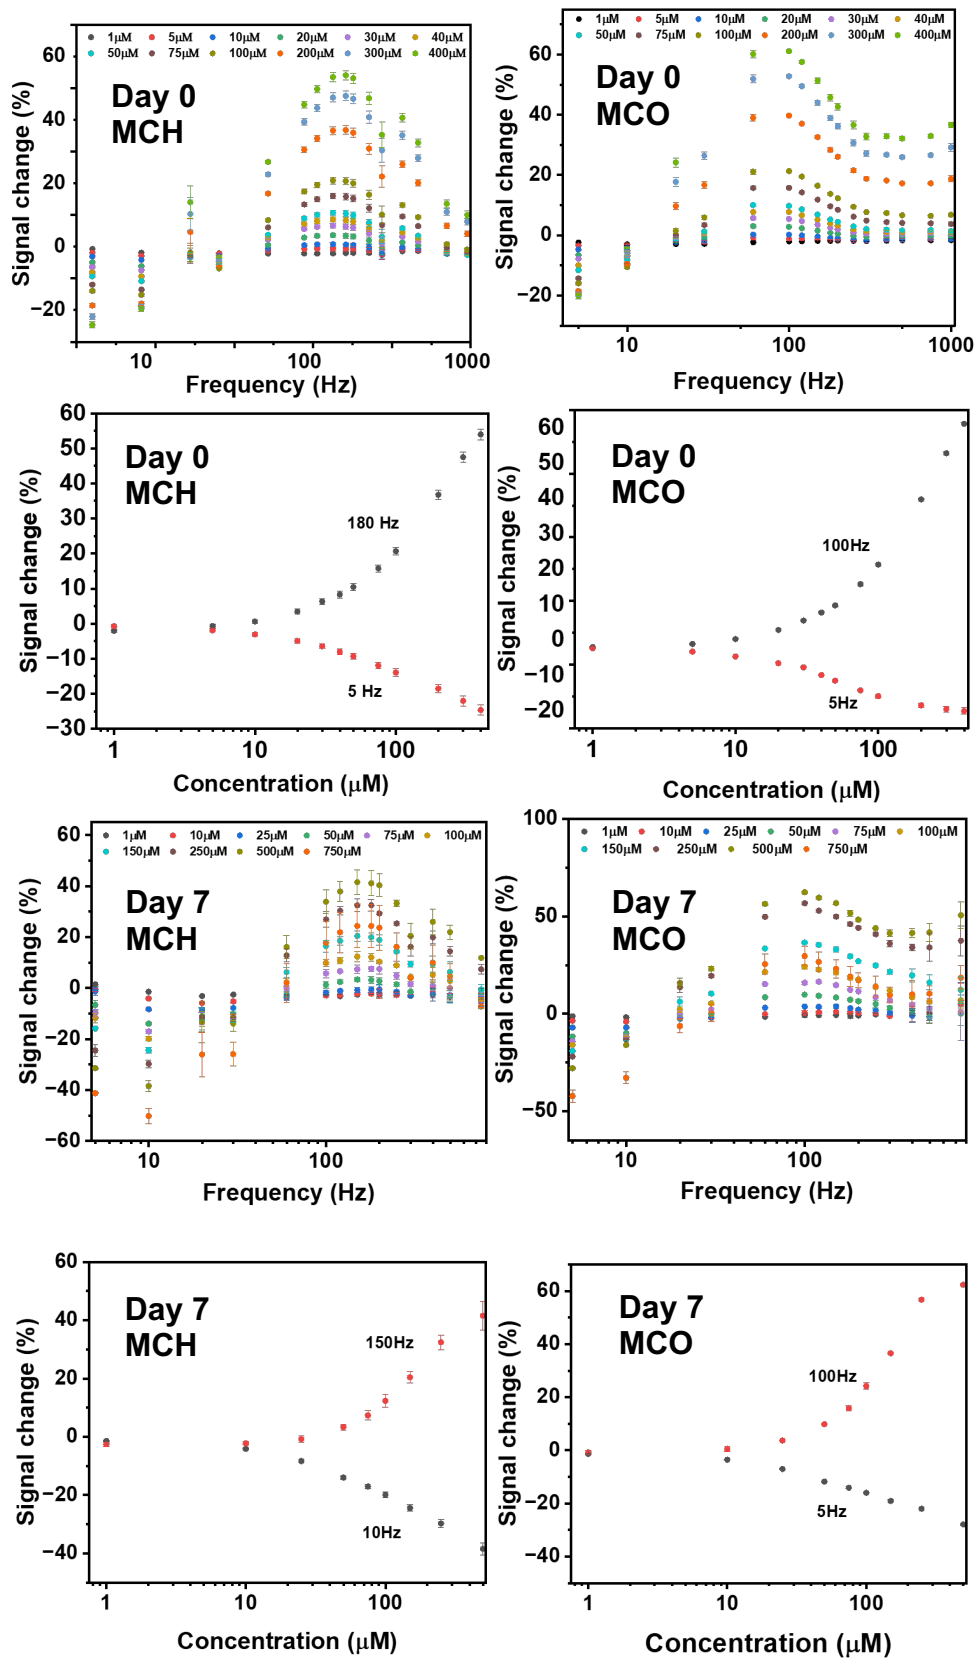 1μM 5μM 10μM 20μM 30μM 40μM
50μM 75μM 100μM 200μM 300μM 400μM
Day 0
MCH
Signal change (%)
60
40
20
0
−20
10
100
1000
Frequency (Hz)
1μM 5μM 10μM 20μM 30μM 40μM
50μM 75μM 100μM 200μM 300μM 400μM
Day 0
MCO
Signal change (%)
60
40
20
0
−20
10
100
1000
Frequency (Hz)
Day 0
MCH
180 Hz
5 Hz
Signal change (%)
60
50
40
30
20
10
0
−10
−20
−30
1
10
100
Concentration (μM)
Day 0
MCO
100Hz
5Hz
Signal change (%)
60
50
40
30
20
10
0
−10
−20
1
10
100
Concentration (μM)
1μM 10μM 25μM 50μM 75μM 100μM
150μM 250μM 500μM 750μM
Day 7
MCH
Signal change (%)
60
40
20
0
−20
−40
−60
10
100
Frequency (Hz)
1μM 10μM 25μM 50μM 75μM 100μM
150μM 250μM 500μM 750μM
Day 7
MCO
Signal change (%)
100
50
0
−50
10
100
Frequency (Hz)
Day 7
MCH
150Hz
10Hz
Signal change (%)
60
40
20
0
−20
−40
1
10
100
Concentration (μM)
Day 7
MCO
100Hz
5Hz
Signal change (%)
60
40
20
0
−20
−40
1
10
100
Concentration (μM)